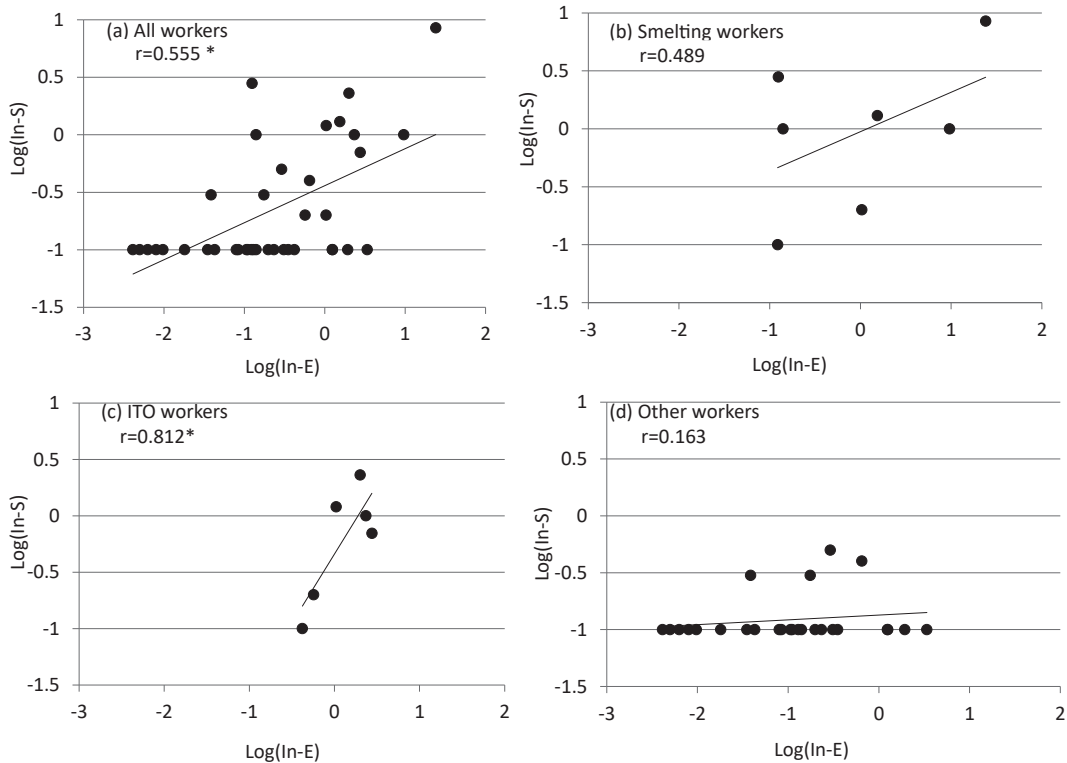 (a) All workers
r=0.555 *
1
0.5
0
-0.5
-1
-1.5
Log(In-S)
-3 -2 -1 0 1 2
Log(In-E)
(b) Smelting workers
r=0.489
1
0.5
0
-0.5
-1
-1.5
Log(In-S)
-3 -2 -1 0 1 2
Log(In-E)
(c) ITO workers
r=0.812*
1
0.5
0
-0.5
-1
-1.5
Log(In-S)
-3 -2 -1 0 1 2
Log(In-E)
(d) Other workers
r=0.163
1
0.5
0
-0.5
-1
-1.5
Log(In-S)
-3 -2 -1 0 1 2
Log(In-E)